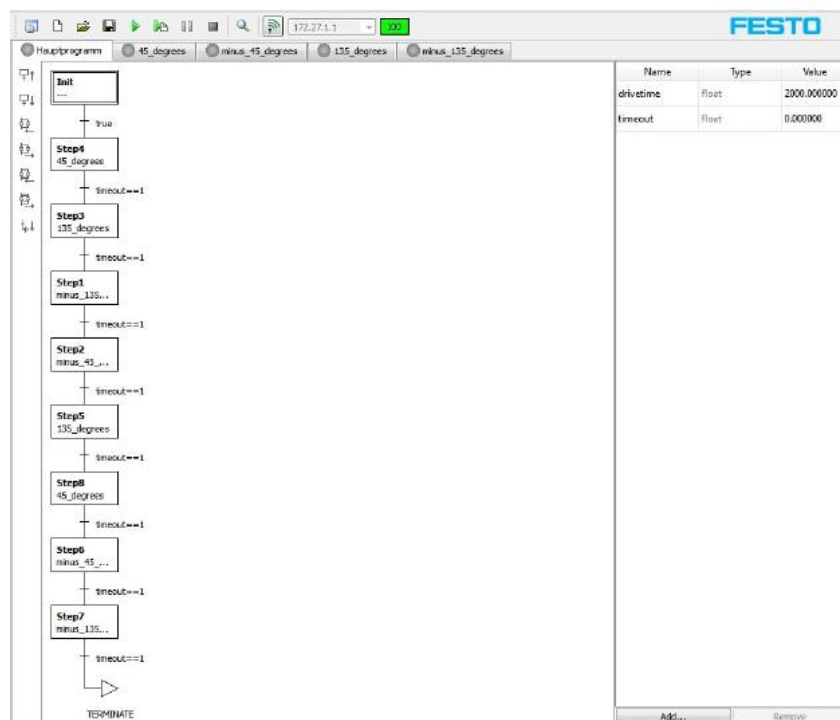 172.27.1.1
100
FESTO
Hauptprogramm
45_degrees
minus_45_degrees
135_degrees
minus_135_degrees
Init
---
true
Step4
45_degrees
timeout==1
Step3
135_degrees
timeout==1
Step1
minus_135...
timeout==1
Step2
minus_45_...
timeout==1
Step5
135_degrees
timeout==1
Step8
45_degrees
timeout==1
Step6
minus_45_...
timeout==1
Step7
minus_135...
timeout==1
TERMINATE
Name Type Value
drivetime float 2000.000000
timeout float 0.000000
Add... Remove